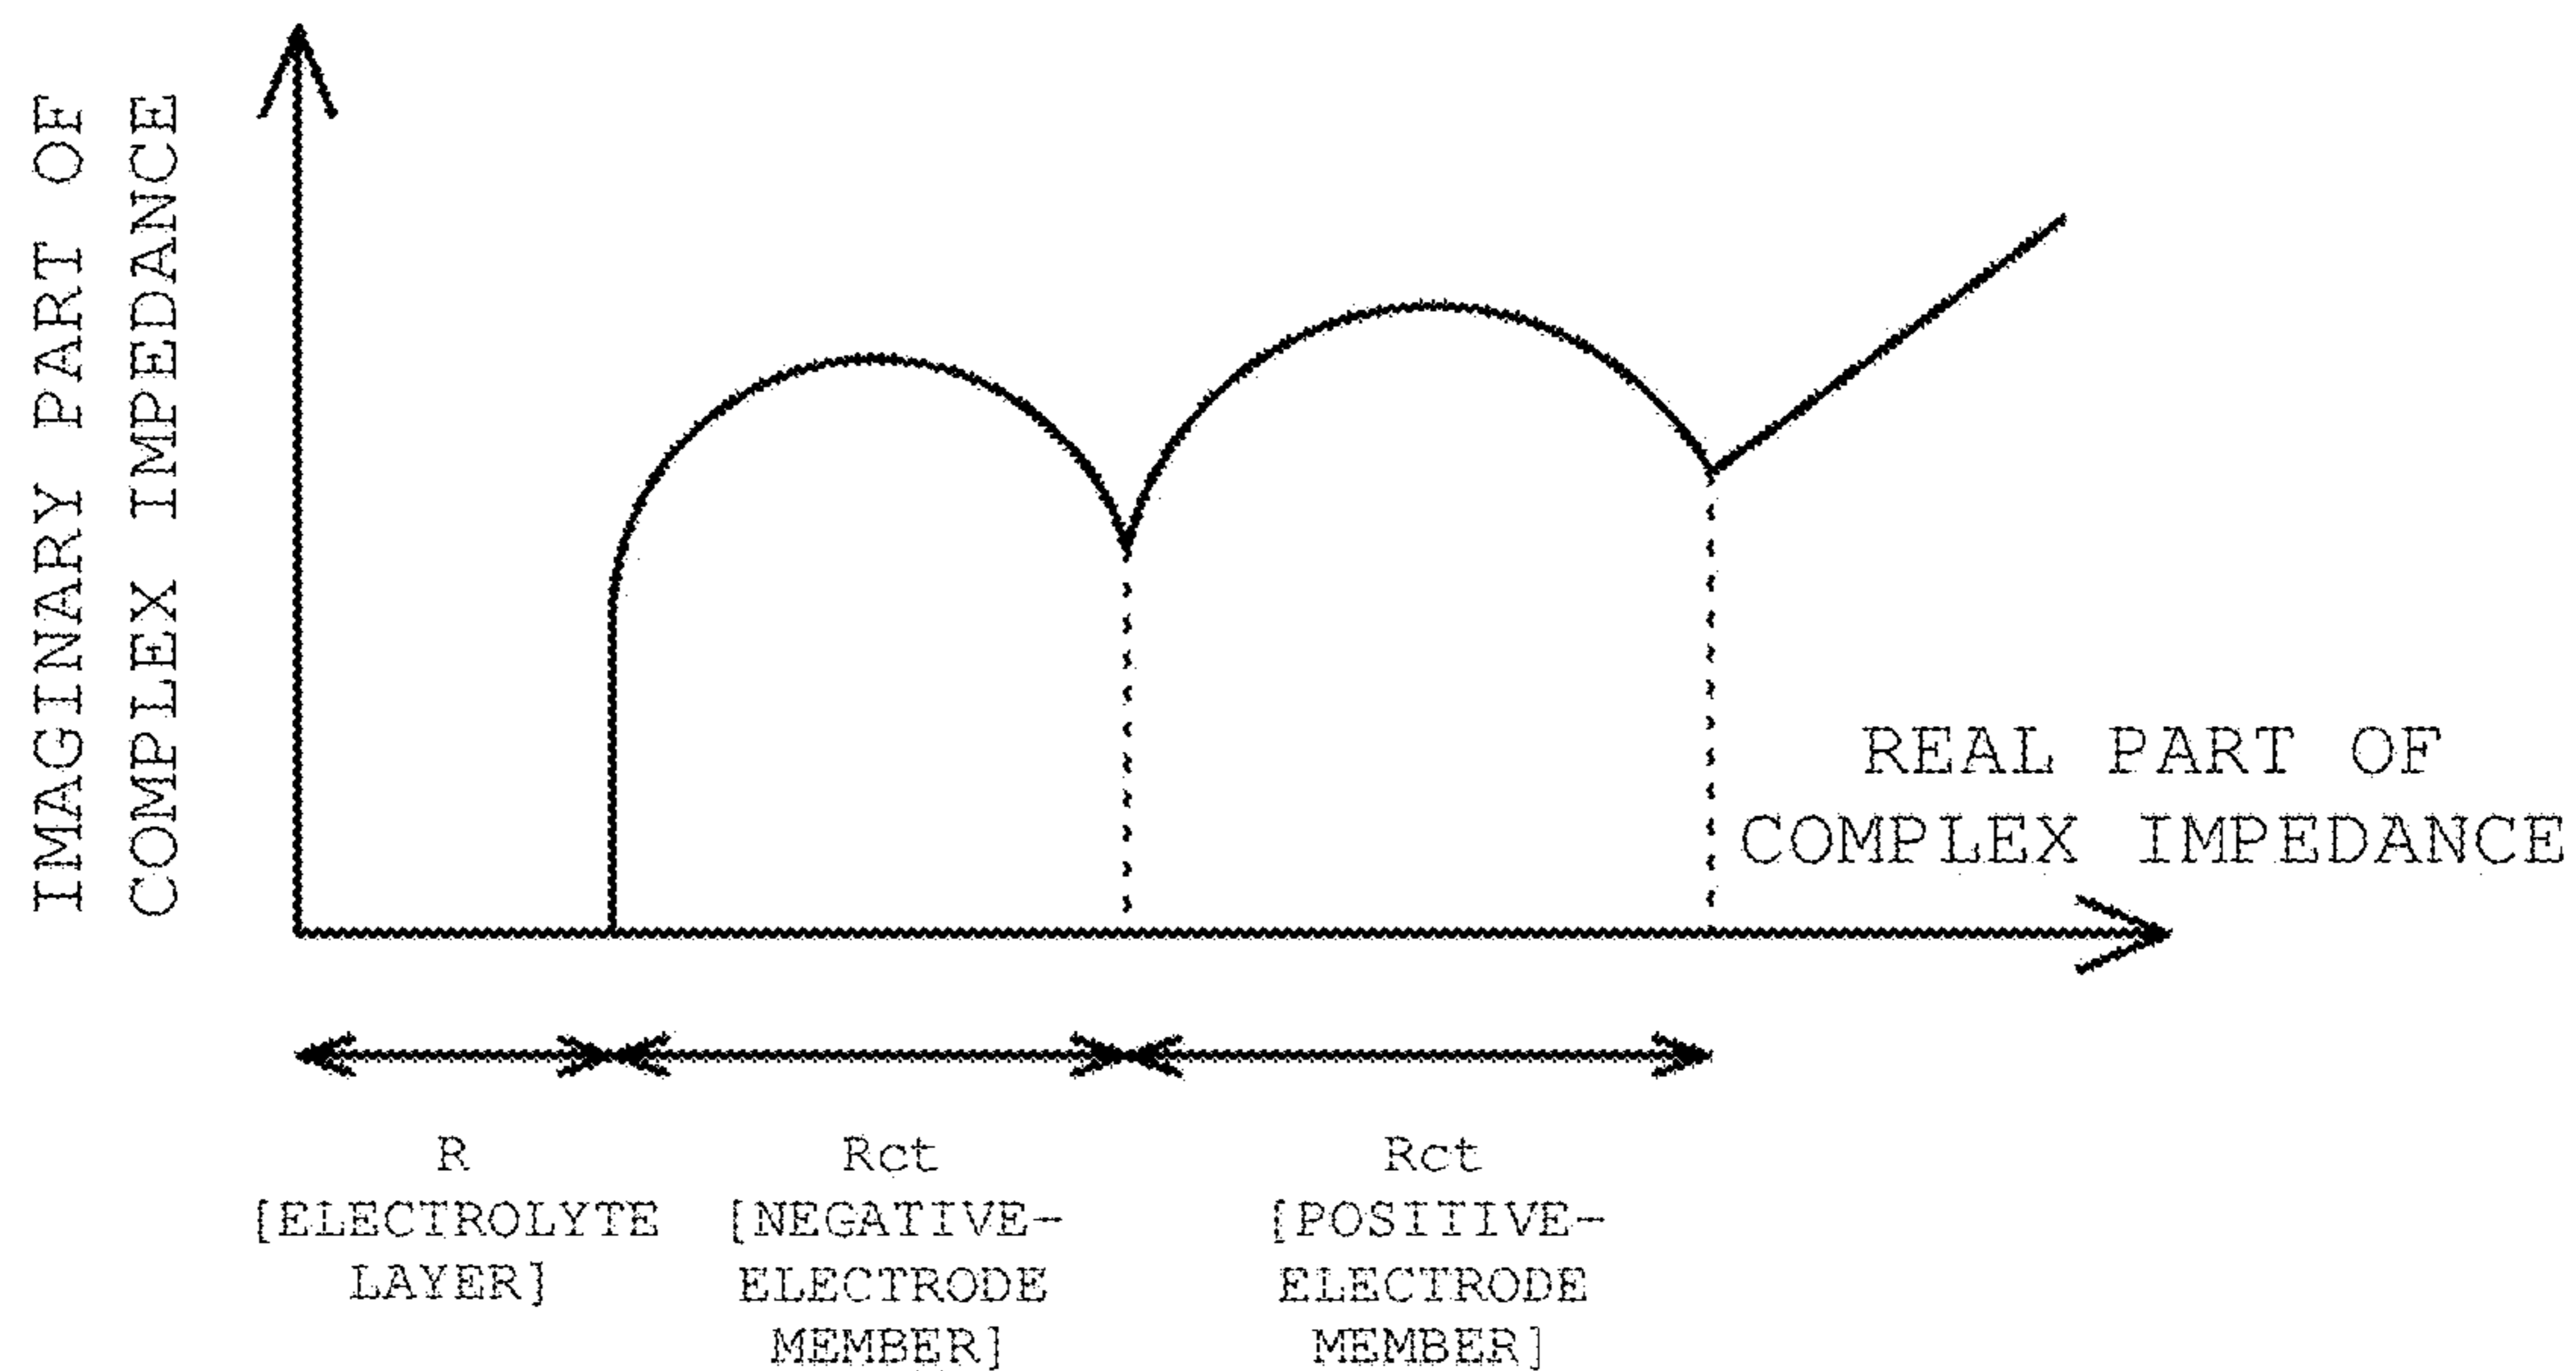 IMAGINARY PART OF
COMPLEX IMPEDANCE
REAL PART OF
COMPLEX IMPEDANCE
R
[ELECTROLYTE
LAYER]
Rct
[NEGATIVE-
ELECTRODE
MEMBER]
Rct
[POSITIVE-
ELECTRODE
MEMBER]